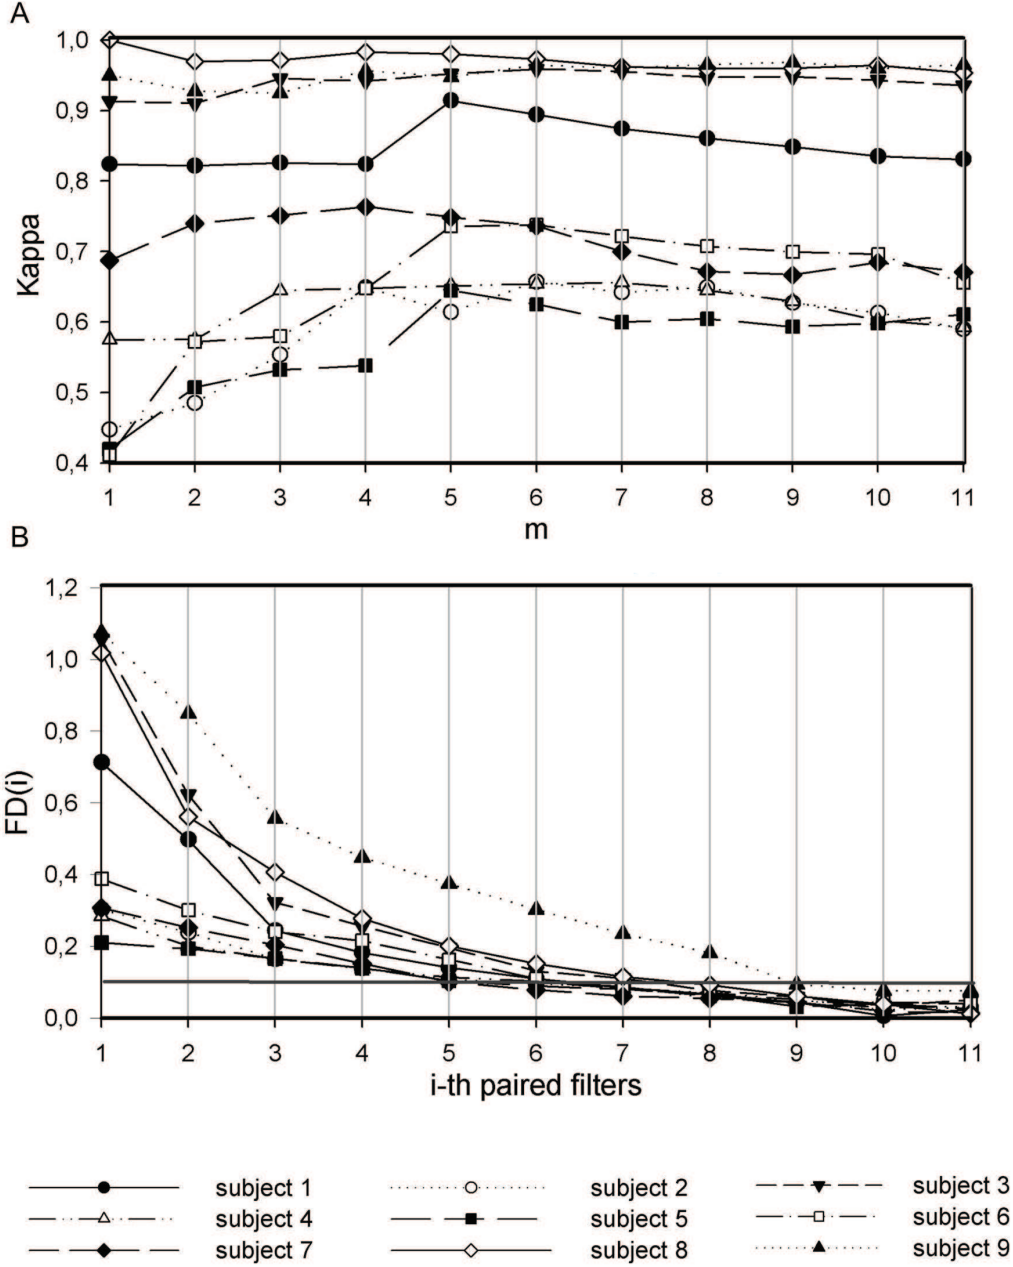 A
1,0
0,9
0,8
0,7
0,6
0,5
0,4
Kappa
1 2 3 4 5 6 7 8 9 10 11
m
B
1,2
1,0
0,8
0,6
0,4
0,2
0,0
FD(i)
1 2 3 4 5 6 7 8 9 10 11
i-th paired filters
subject 1 subject 2 subject 3
subject 4 subject 5 subject 6
subject 7 subject 8 subject 9